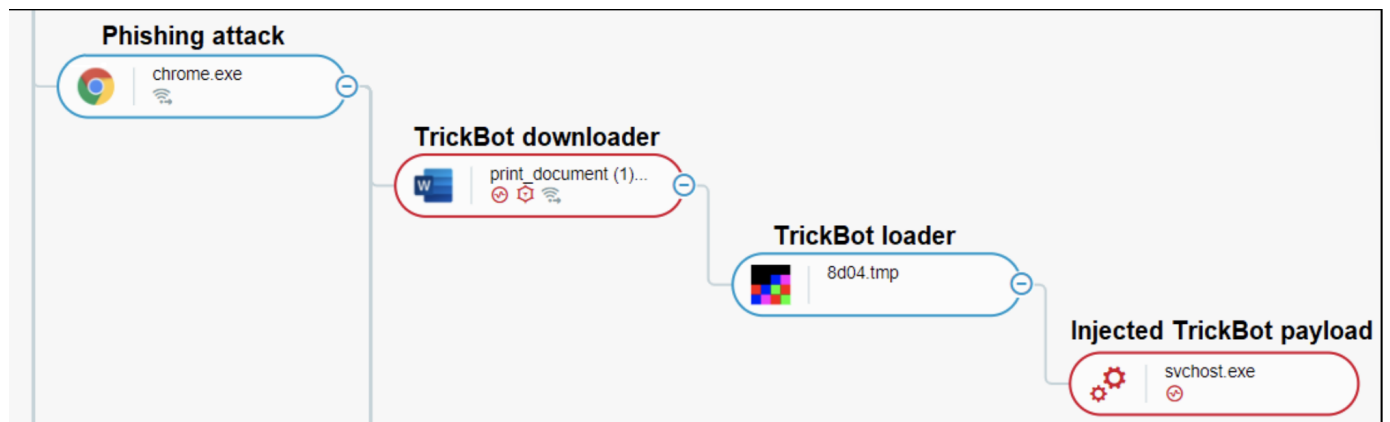 Phishing attack
chrome.exe
TrickBot downloader
W
print_document (1)...
TrickBot loader
8d04.tmp
Injected TrickBot payload
svchost.exe